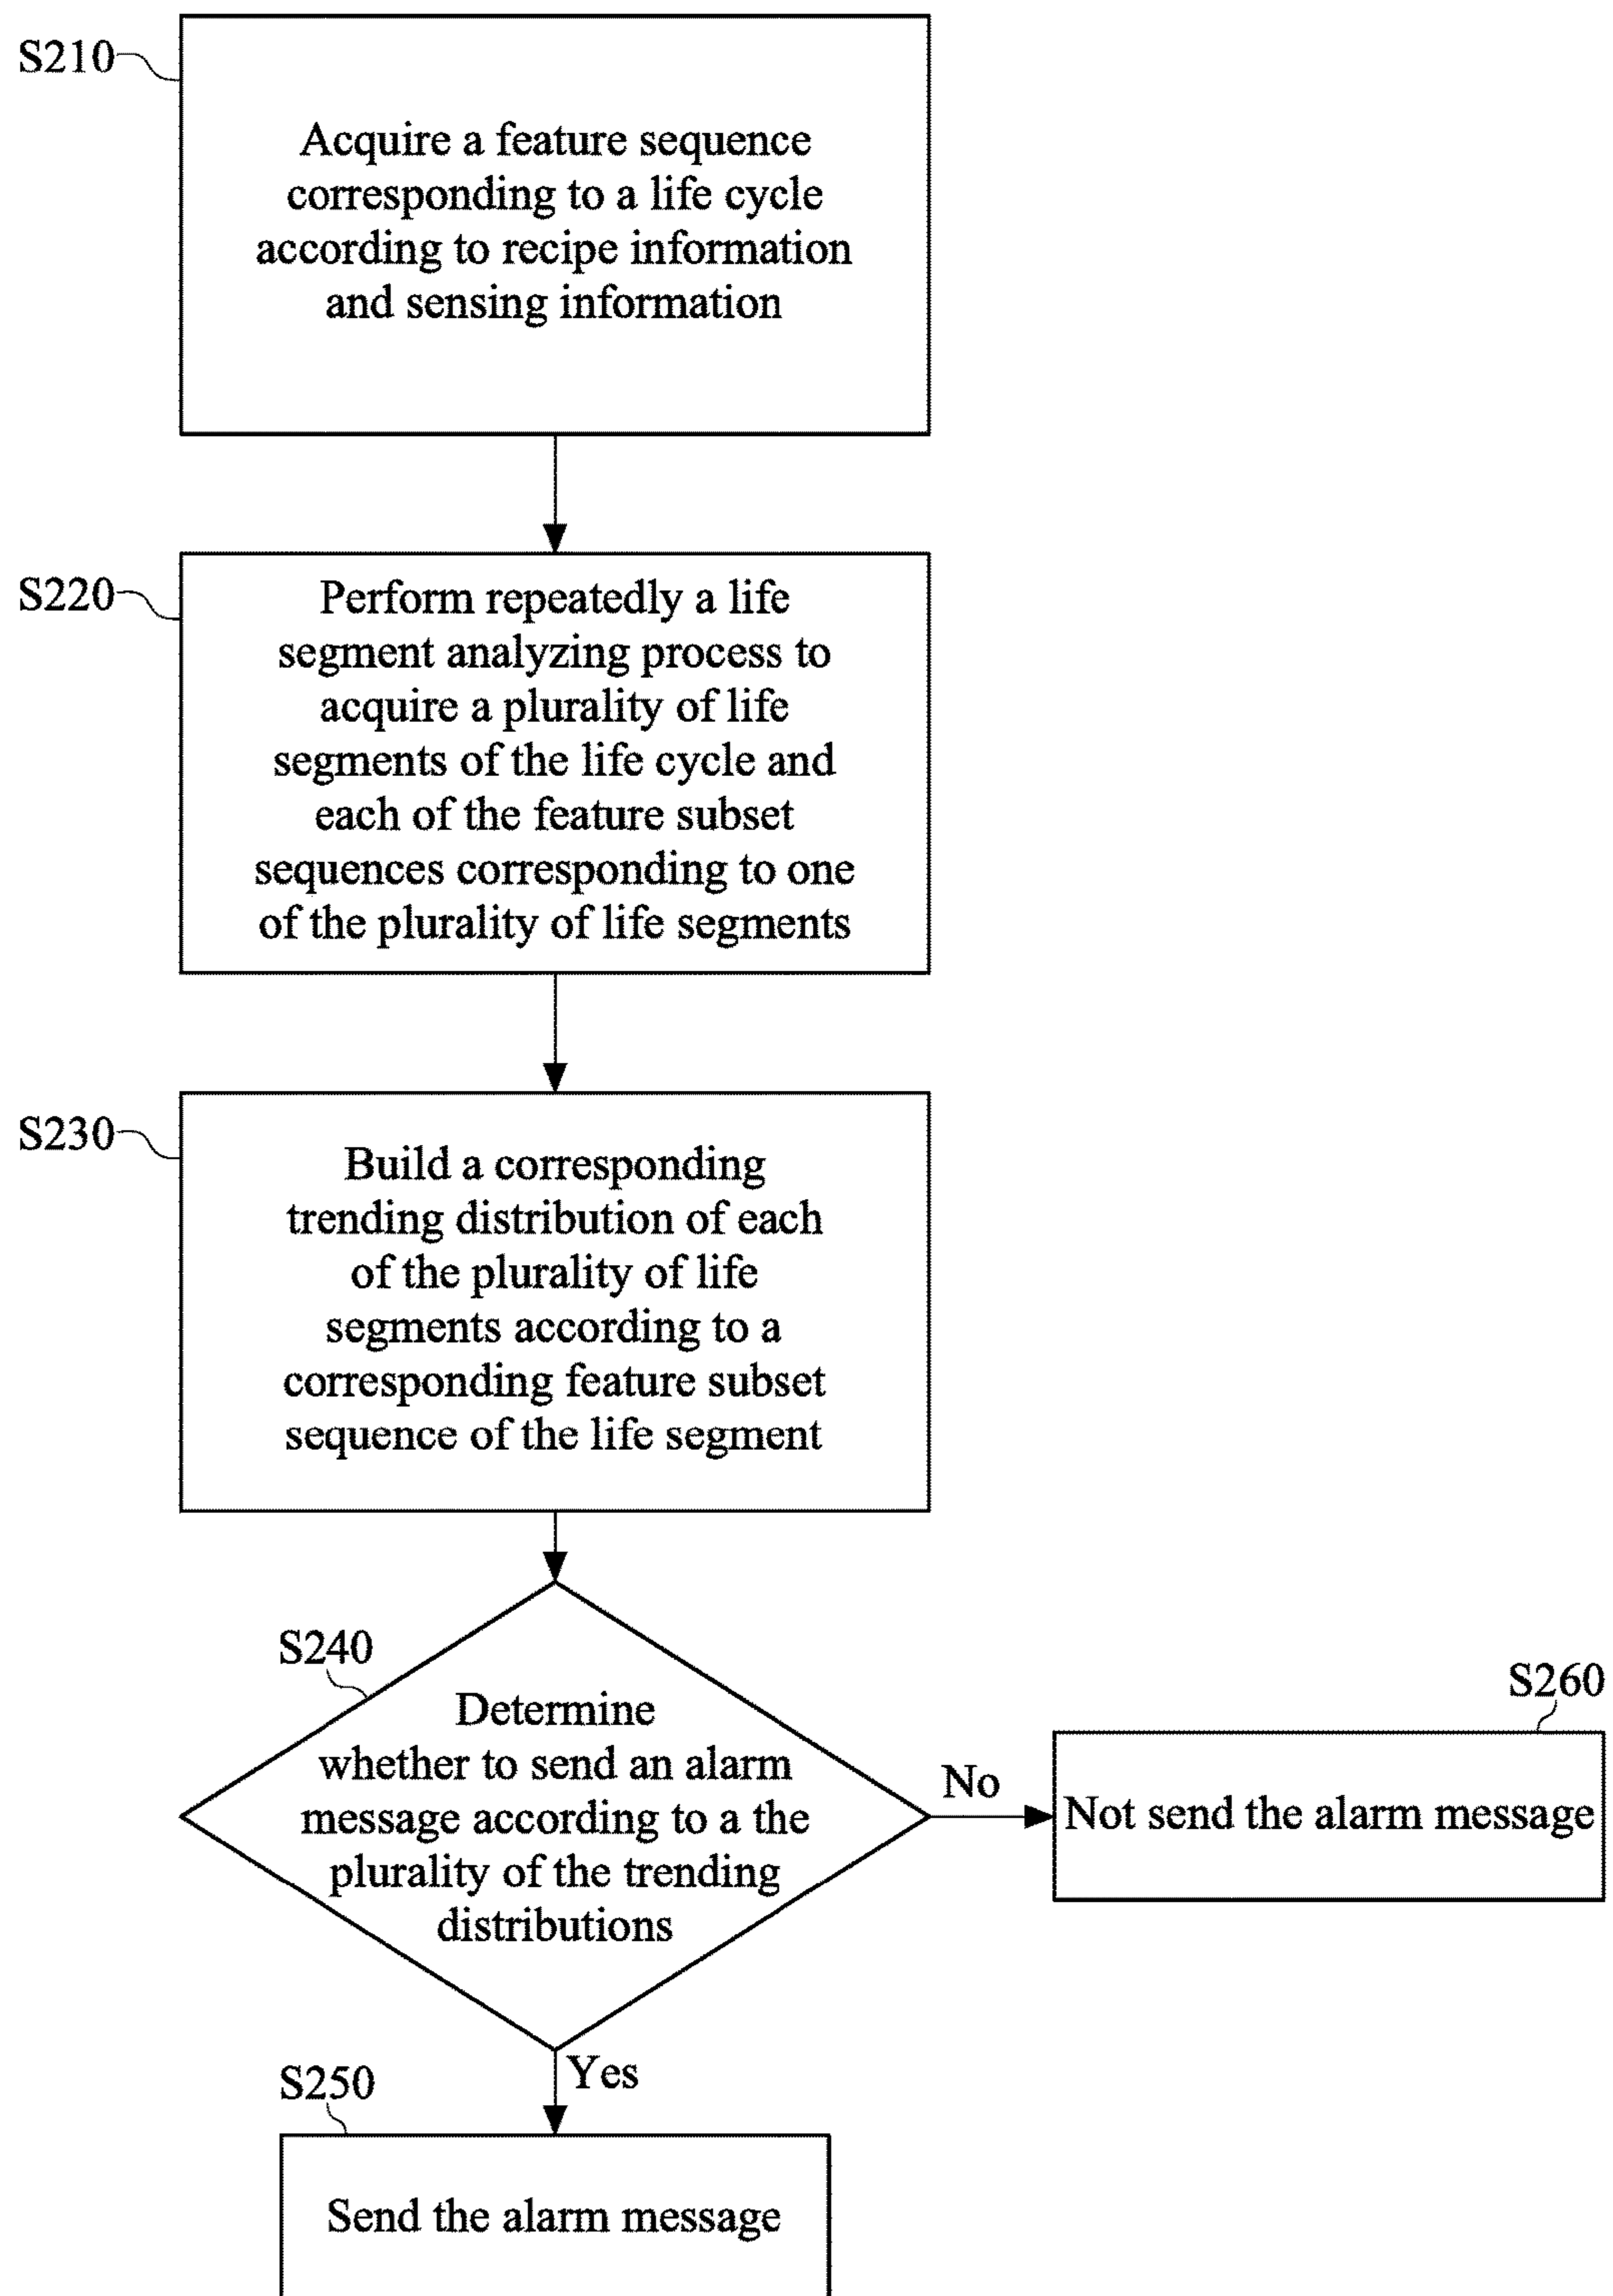 S210
Acquire a feature sequence
corresponding to a life cycle
according to recipe information
and sensing information
S220
Perform repeatedly a life
segment analyzing process to
acquire a plurality of life
segments of the life cycle and
each of the feature subset
sequences corresponding to one
of the plurality of life segments
S230
Build a corresponding
trending distribution of each
of the plurality of life
segments according to a
corresponding feature subset
sequence of the life segment
S240
Determine
whether to send an alarm
message according to a the
plurality of the trending
distributions
No
S260
Not send the alarm message
Yes
S250
Send the alarm message